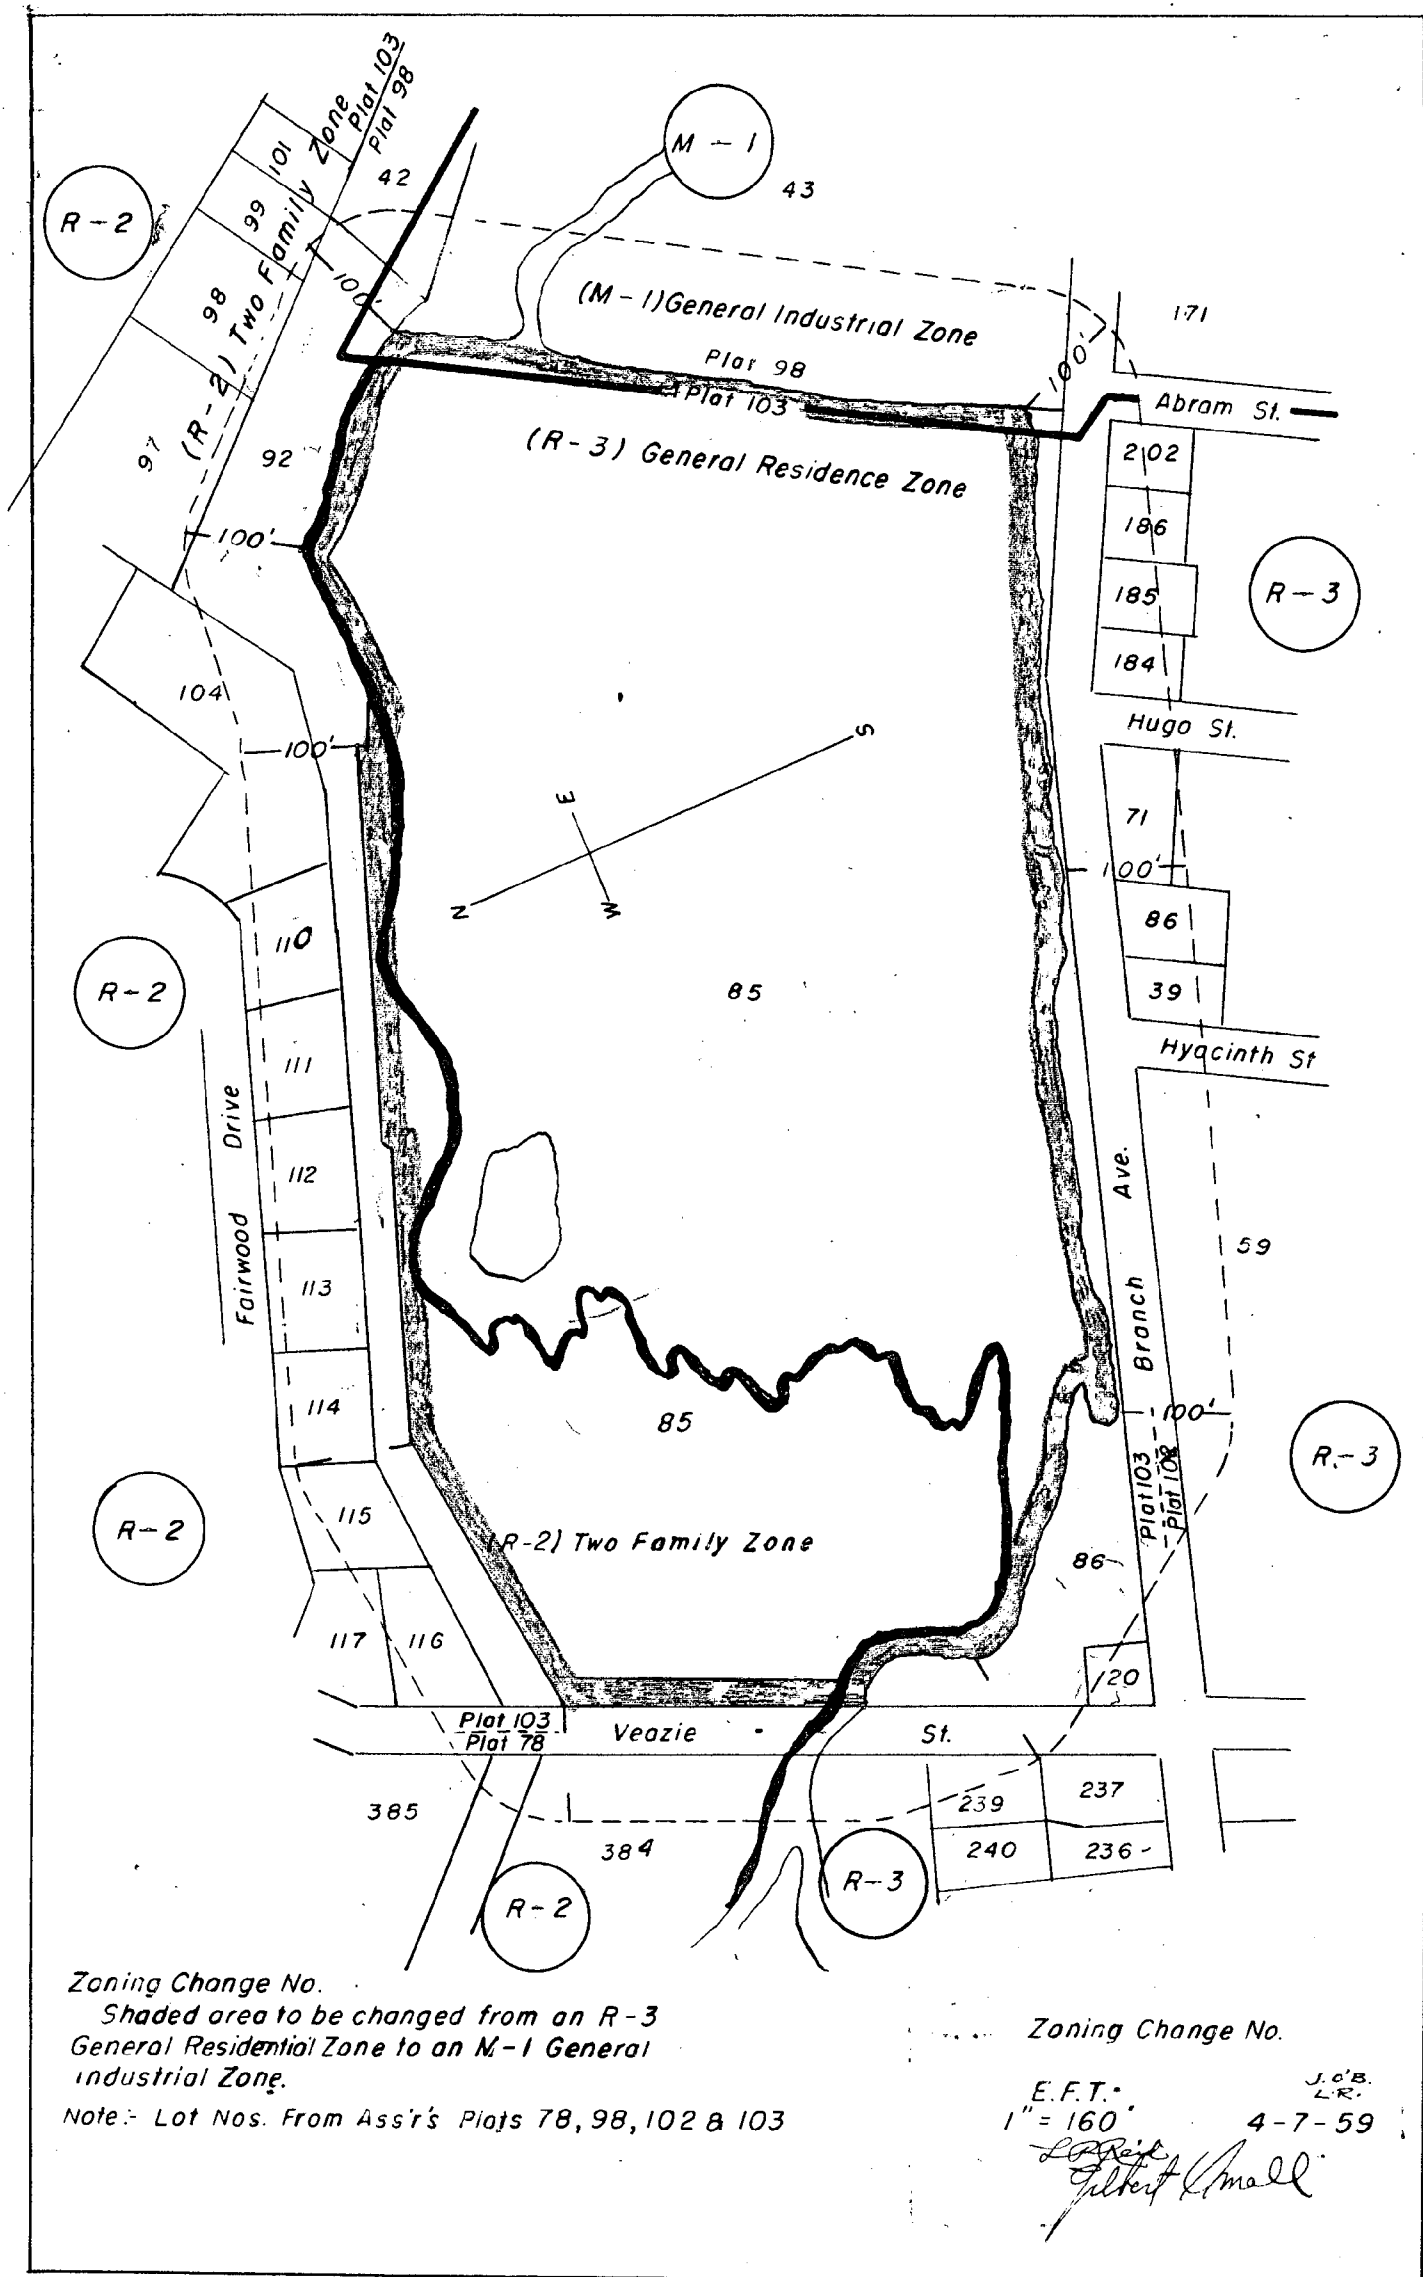 Plat 103
Plat 98
(R-2) Two Family Zone
101
99
98
97
92
42
43
M-1
R-2
100'
(M-1) General Industrial Zone
Plat 98
Plat 103
(R-3) General Residence Zone
100'
171
Abram St.
202
186
185
184
R-3
Hugo St.
100'
104
100'
S
E
N
W
71
100'
86
39
Hyacinth St
85
R-2
110
111
112
113
114
Fairwood Drive
Branch Ave.
59
100'
Plat 103
Plat 102
R-3
85
R-2
115
(R-2) Two Family Zone
86
117
116
120
Plat 103
Plat 78
Veazie St.
385
384
239
237
240
236
R-2
R-3
Zoning Change No.
Shaded area to be changed from an R-3
General Residential Zone to an M-1 General
Industrial Zone.
Note:- Lot Nos. From Ass'r's Plats 78, 98, 102 & 103
Zoning Change No.
E.F.T.
J.O'B.
L.R.
1" = 160'
4-7-59
Gilbert Small